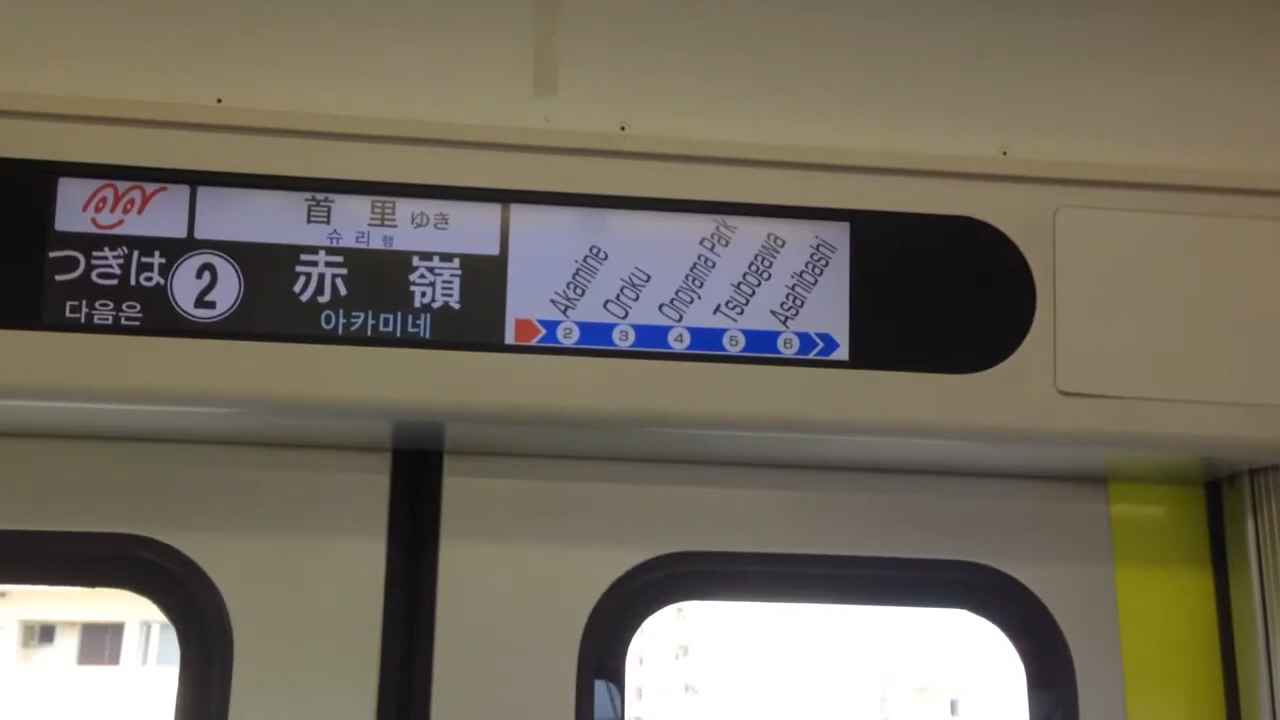 首里ゆき
슈리행
つぎは ② 赤嶺
다음은 아카미네
Akamine
Oroku
Onoyama Park
Tsubogawa
Asahibashi
2 3 4 5 6